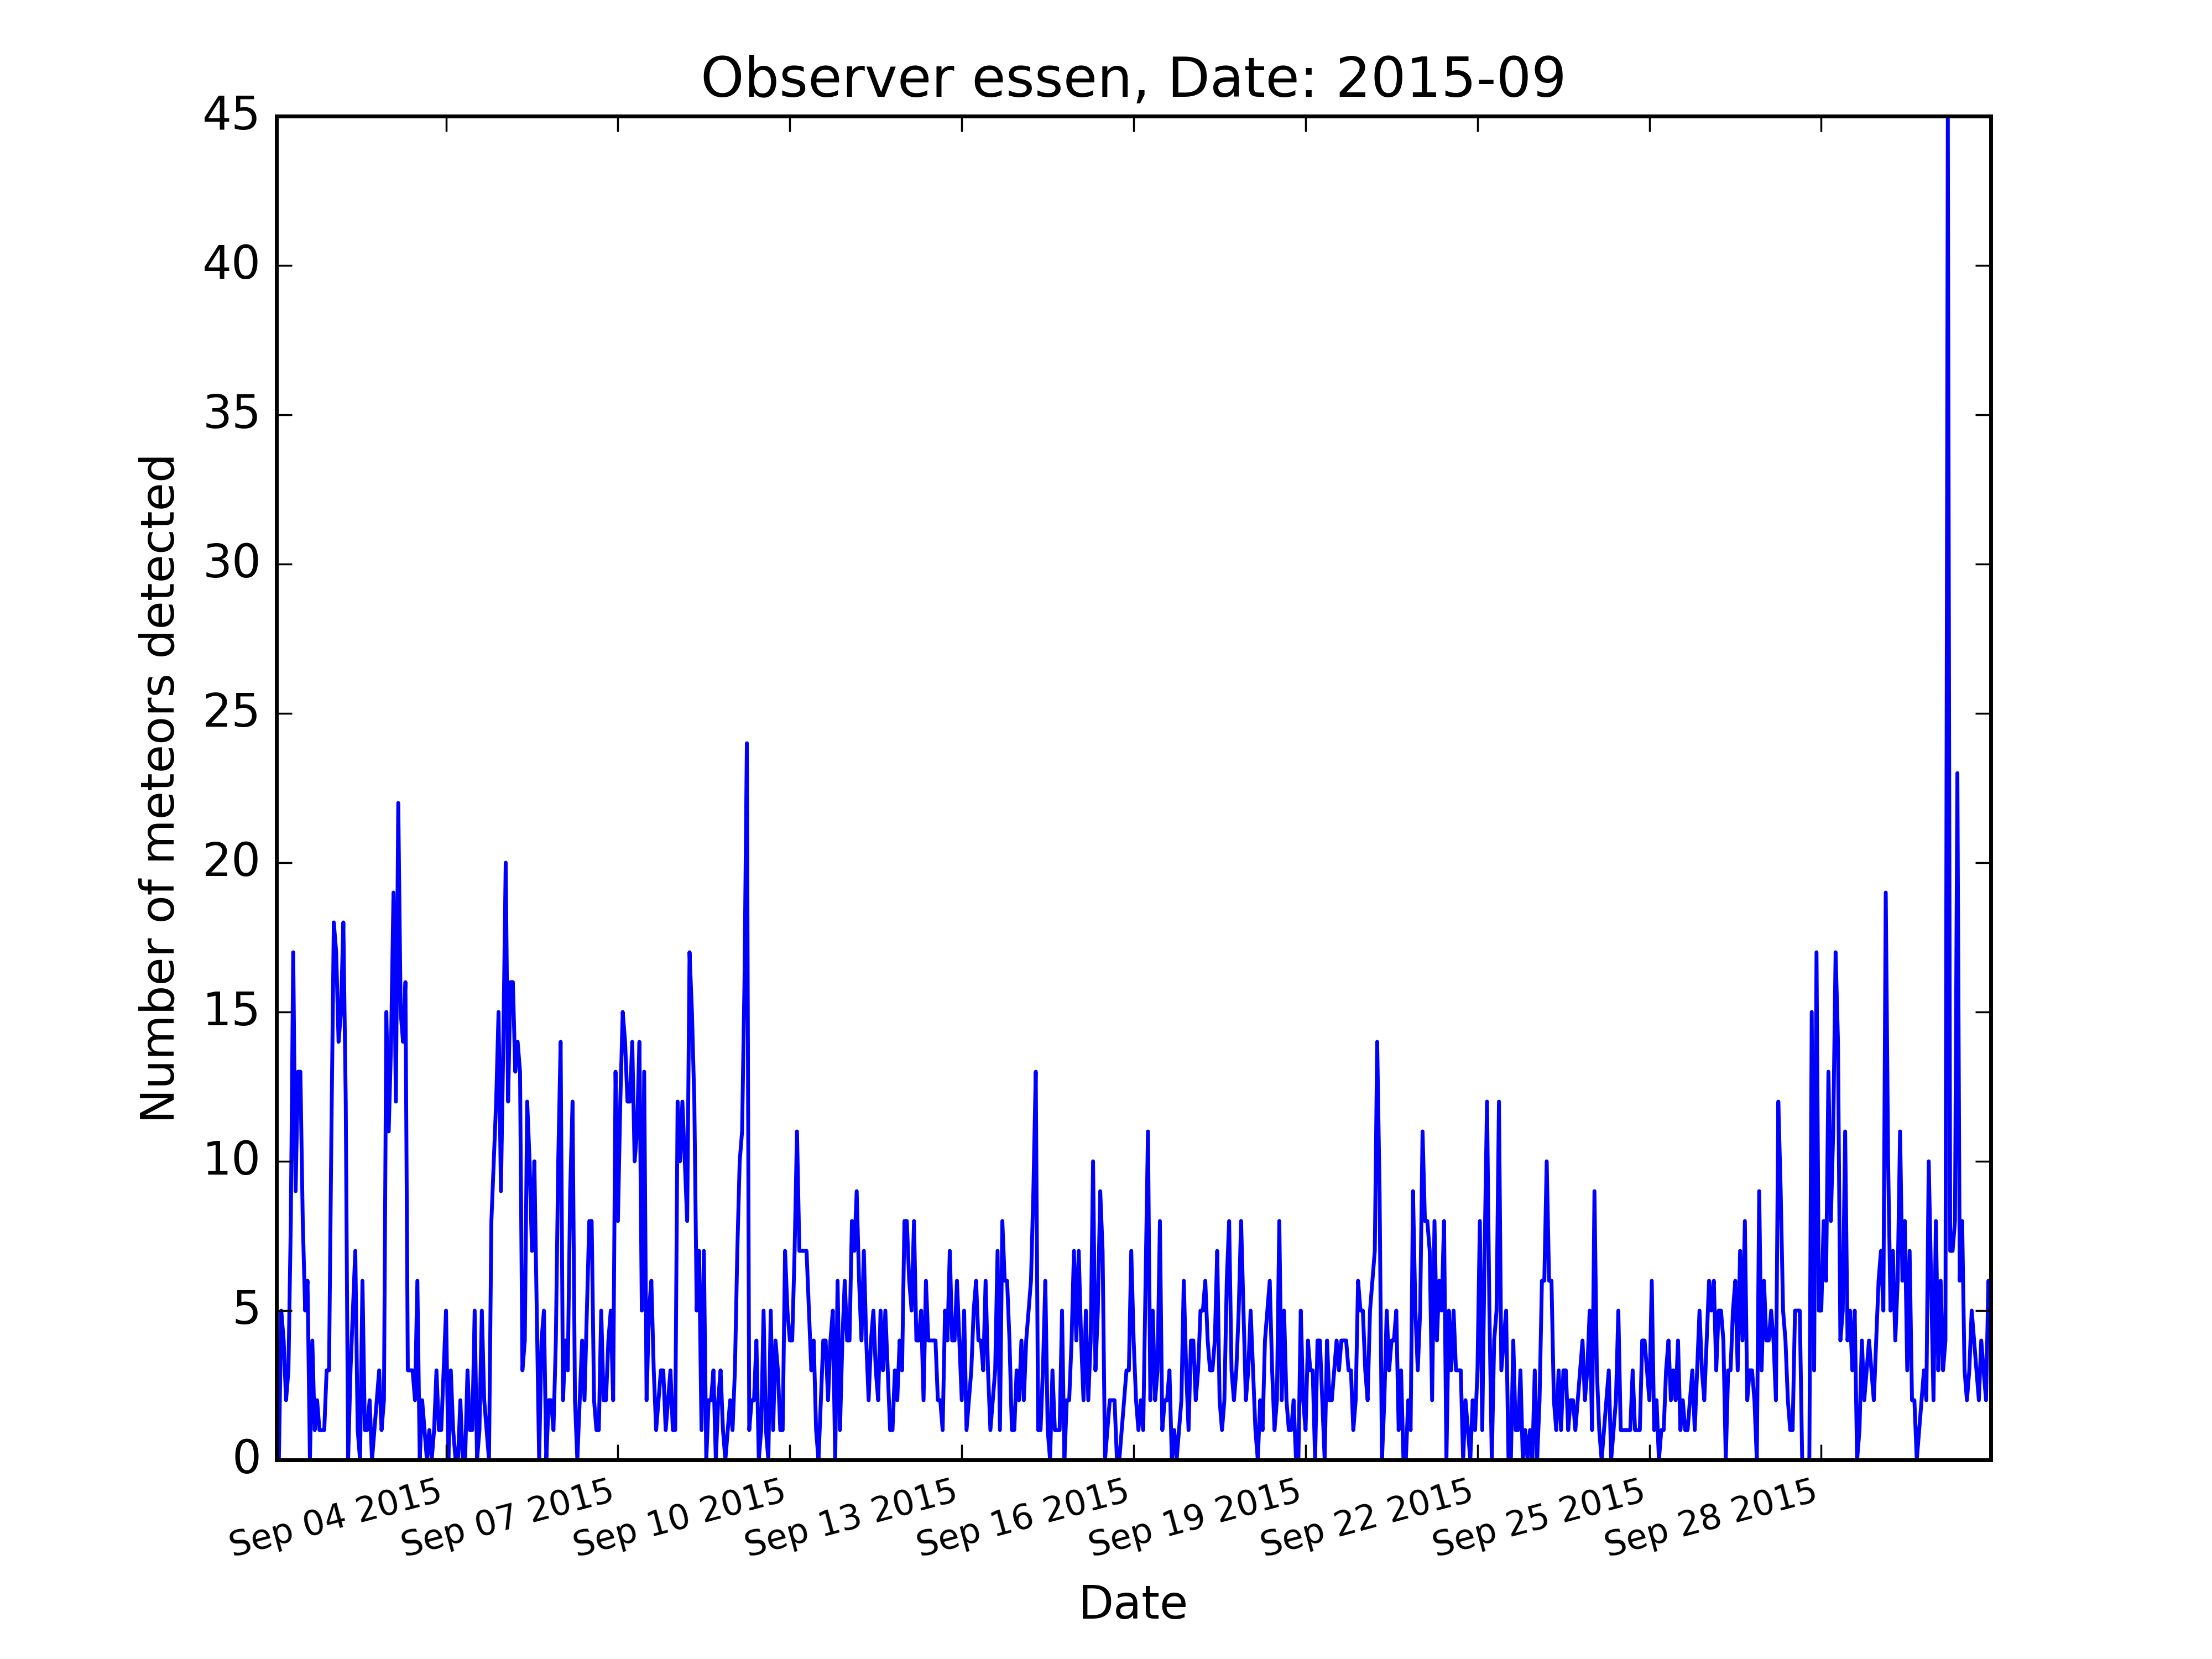 Observer essen, Date: 2015-09
45
40
35
30
25
20
15
10
5
0
Number of meteors detected
Sep 04 2015
Sep 07 2015
Sep 10 2015
Sep 13 2015
Sep 16 2015
Sep 19 2015
Sep 22 2015
Sep 25 2015
Sep 28 2015
Date